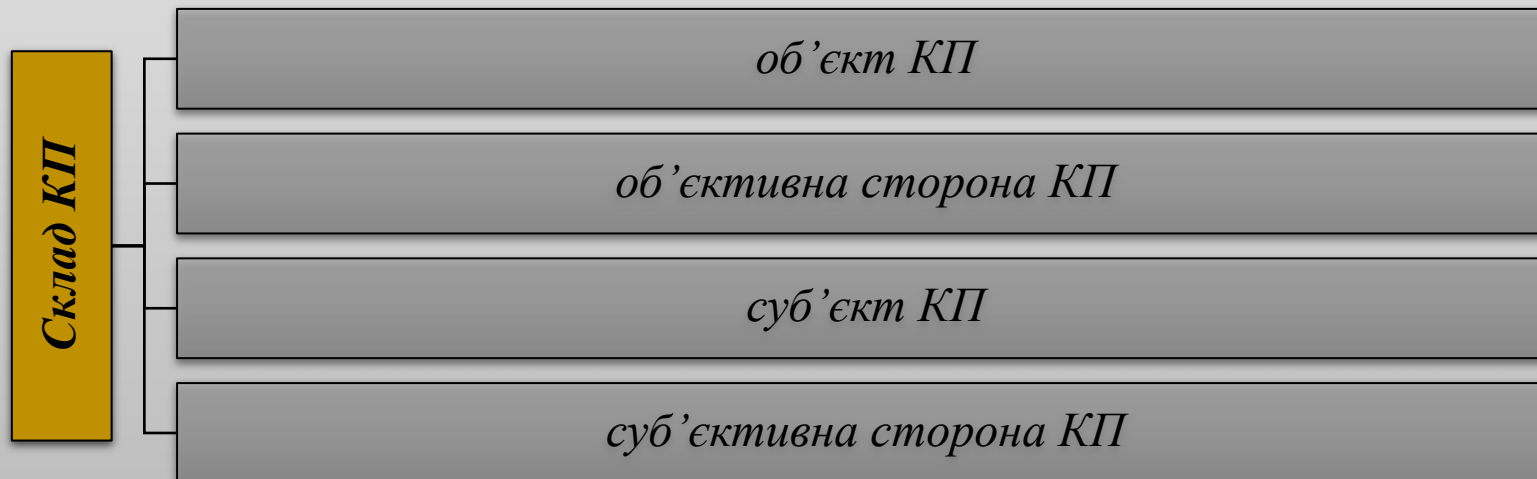 Склад КП
об’єкт КП
об’єктивна сторона КП
суб’єкт КП
суб’єктивна сторона КП